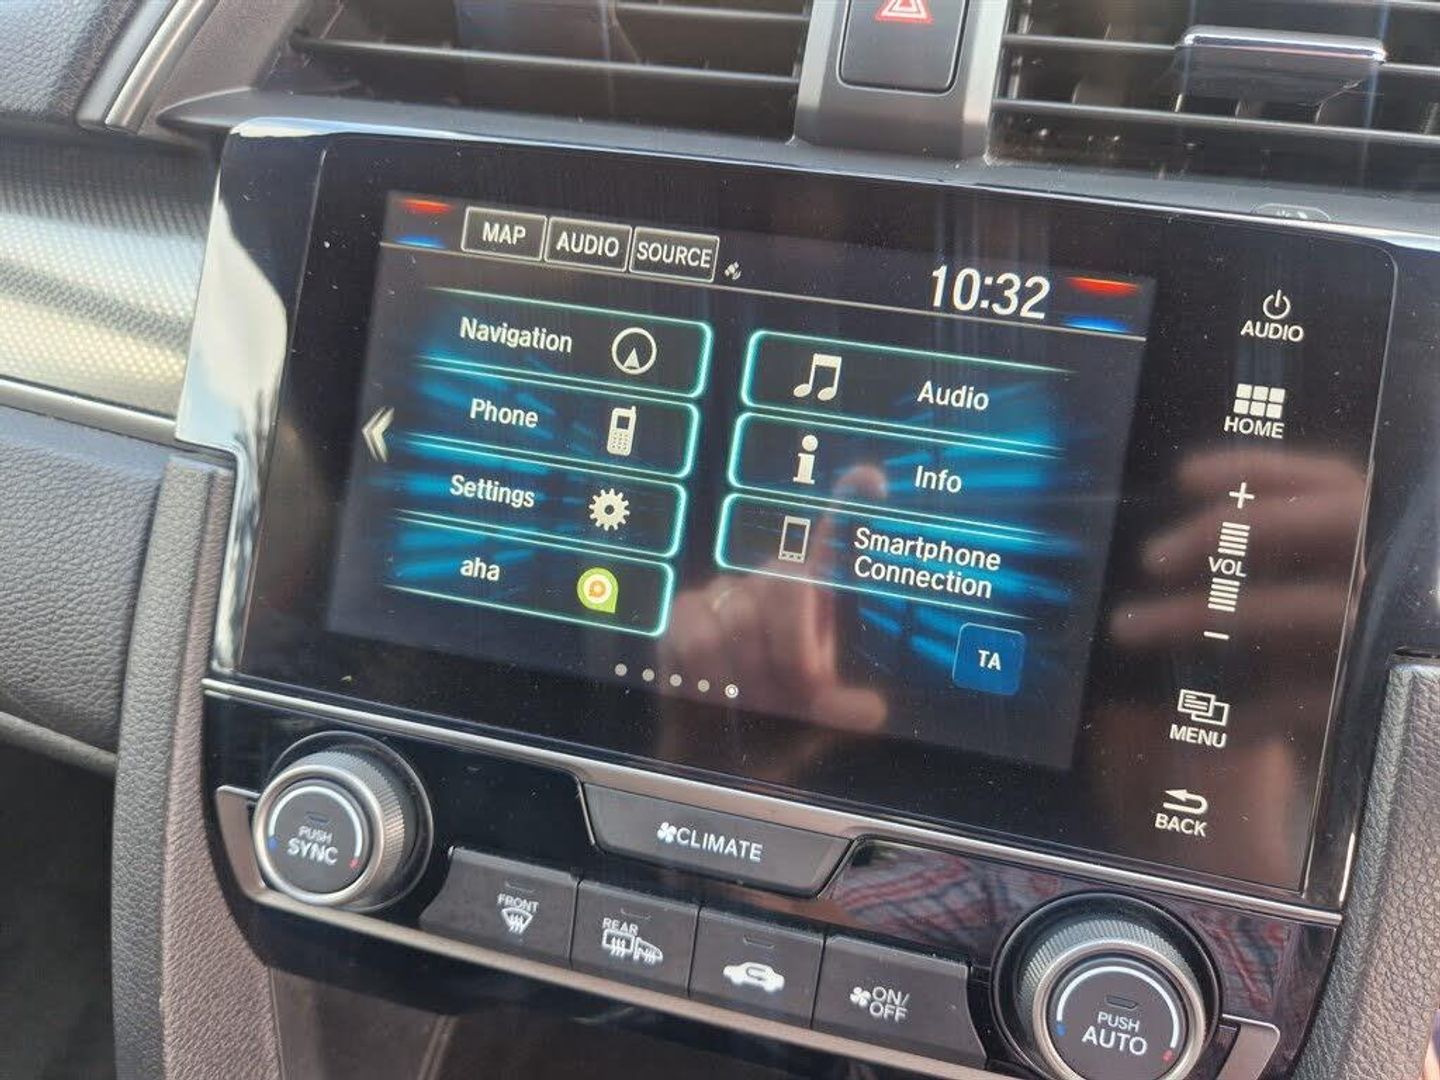 MAP AUDIO SOURCE
10:32
Navigation
Phone
Settings
aha
Audio
Info
Smartphone
Connection
TA
AUDIO
HOME
+
VOL
-
MENU
BACK
PUSH
SYNC
CLIMATE
FRONT
REAR
ON/
OFF
PUSH
AUTO